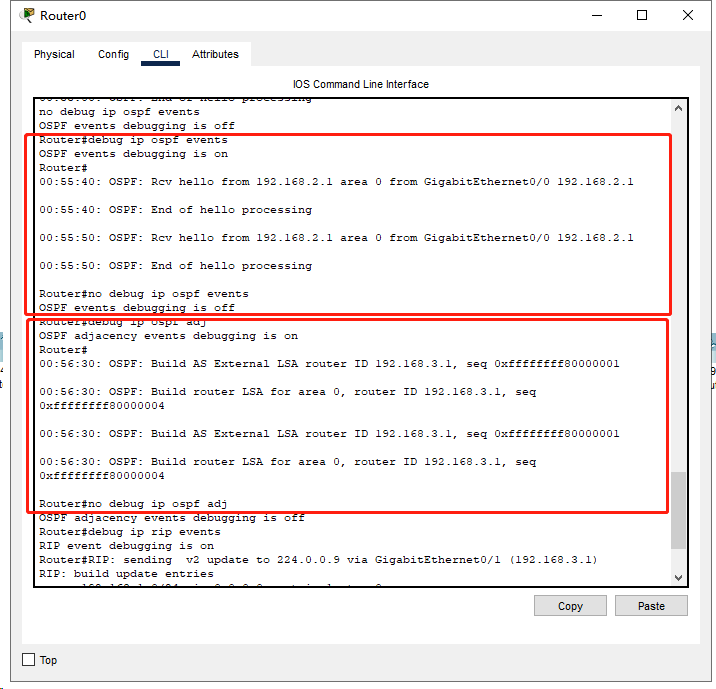 Router0
Physical Config CLI Attributes
IOS Command Line Interface
no debug ip ospf events
OSPF events debugging is off
Router#debug ip ospf events
OSPF events debugging is on
Router#
00:55:40: OSPF: Rcv hello from 192.168.2.1 area 0 from GigabitEthernet0/0 192.168.2.1
00:55:40: OSPF: End of hello processing
00:55:50: OSPF: Rcv hello from 192.168.2.1 area 0 from GigabitEthernet0/0 192.168.2.1
00:55:50: OSPF: End of hello processing
Router#no debug ip ospf events
OSPF events debugging is off
Router#debug ip ospf adj
OSPF adjacency events debugging is on
Router#
00:56:30: OSPF: Build AS External LSA router ID 192.168.3.1, seq 0xffffffff80000001
00:56:30: OSPF: Build router LSA for area 0, router ID 192.168.3.1, seq
0xffffffff80000004
00:56:30: OSPF: Build AS External LSA router ID 192.168.3.1, seq 0xffffffff80000001
00:56:30: OSPF: Build router LSA for area 0, router ID 192.168.3.1, seq
0xffffffff80000004
Router#no debug ip ospf adj
OSPF adjacency events debugging is off
Router#debug ip rip events
RIP event debugging is on
Router#RIP: sending  v2 update to 224.0.0.9 via GigabitEthernet0/1 (192.168.3.1)
RIP: build update entries
Copy Paste
Top